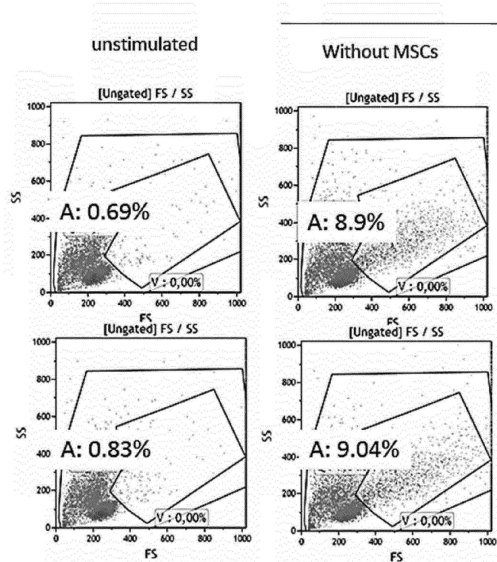 unstimulated
Without MSCs
[Ungated] FS / SS
1000
800
600
400
200
0
SS
A: 0.69%
V : 0,00%
0 200 400 600 800 1000
FS
[Ungated] FS / SS
1000
800
600
400
200
0
SS
A: 8.9%
V : 0,00%
0 200 400 600 800 1000
FS
[Ungated] FS / SS
1000
800
600
400
200
0
SS
A: 0.83%
V : 0,00%
0 200 400 600 800 1000
FS
[Ungated] FS / SS
1000
800
600
400
200
0
SS
A: 9.04%
V : 0,00%
0 200 400 600 800 1000
FS